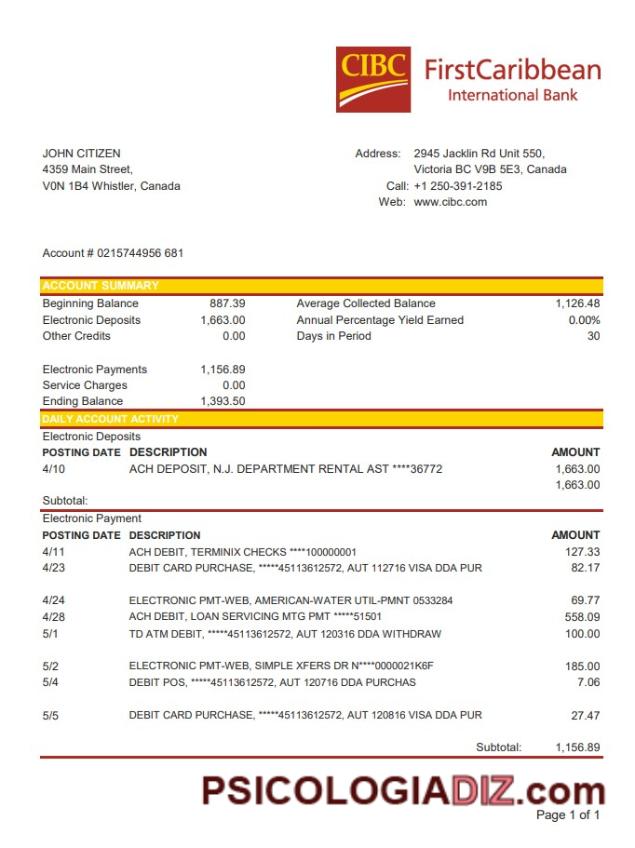 CIBC FirstCaribbean
International Bank
JOHN CITIZEN
4359 Main Street,
V0N 1B4 Whistler, Canada
Address: 2945 Jacklin Rd Unit 550,
Victoria BC V9B 5E3, Canada
Call: +1 250-391-2185
Web: www.cibc.com
Account # 0215744956 681
ACCOUNT SUMMARY
Beginning Balance 887.39 Average Collected Balance 1,126.48
Electronic Deposits 1,663.00 Annual Percentage Yield Earned 0.00%
Other Credits 0.00 Days in Period 30
Electronic Payments 1,156.89
Service Charges 0.00
Ending Balance 1,393.50
DAILY ACCOUNT ACTIVITY
Electronic Deposits
POSTING DATE DESCRIPTION AMOUNT
4/10 ACH DEPOSIT, N.J. DEPARTMENT RENTAL AST ****36772 1,663.00
1,663.00
Subtotal:
Electronic Payment
POSTING DATE DESCRIPTION AMOUNT
4/11 ACH DEBIT, TERMINIX CHECKS ****100000001 127.33
4/23 DEBIT CARD PURCHASE, *****45113612572, AUT 112716 VISA DDA PUR 82.17
4/24 ELECTRONIC PMT-WEB, AMERICAN-WATER UTIL-PMNT 0533284 69.77
4/28 ACH DEBIT, LOAN SERVICING MTG PMT *****51501 558.09
5/1 TD ATM DEBIT, *****45113612572, AUT 120316 DDA WITHDRAW 100.00
5/2 ELECTRONIC PMT-WEB, SIMPLE XFERS DR N****0000021K6F 185.00
5/4 DEBIT POS, *****45113612572, AUT 120716 DDA PURCHAS 7.06
5/5 DEBIT CARD PURCHASE, *****45113612572, AUT 120816 VISA DDA PUR 27.47
Subtotal: 1,156.89
PSICOLOGIADIZ.com
Page 1 of 1